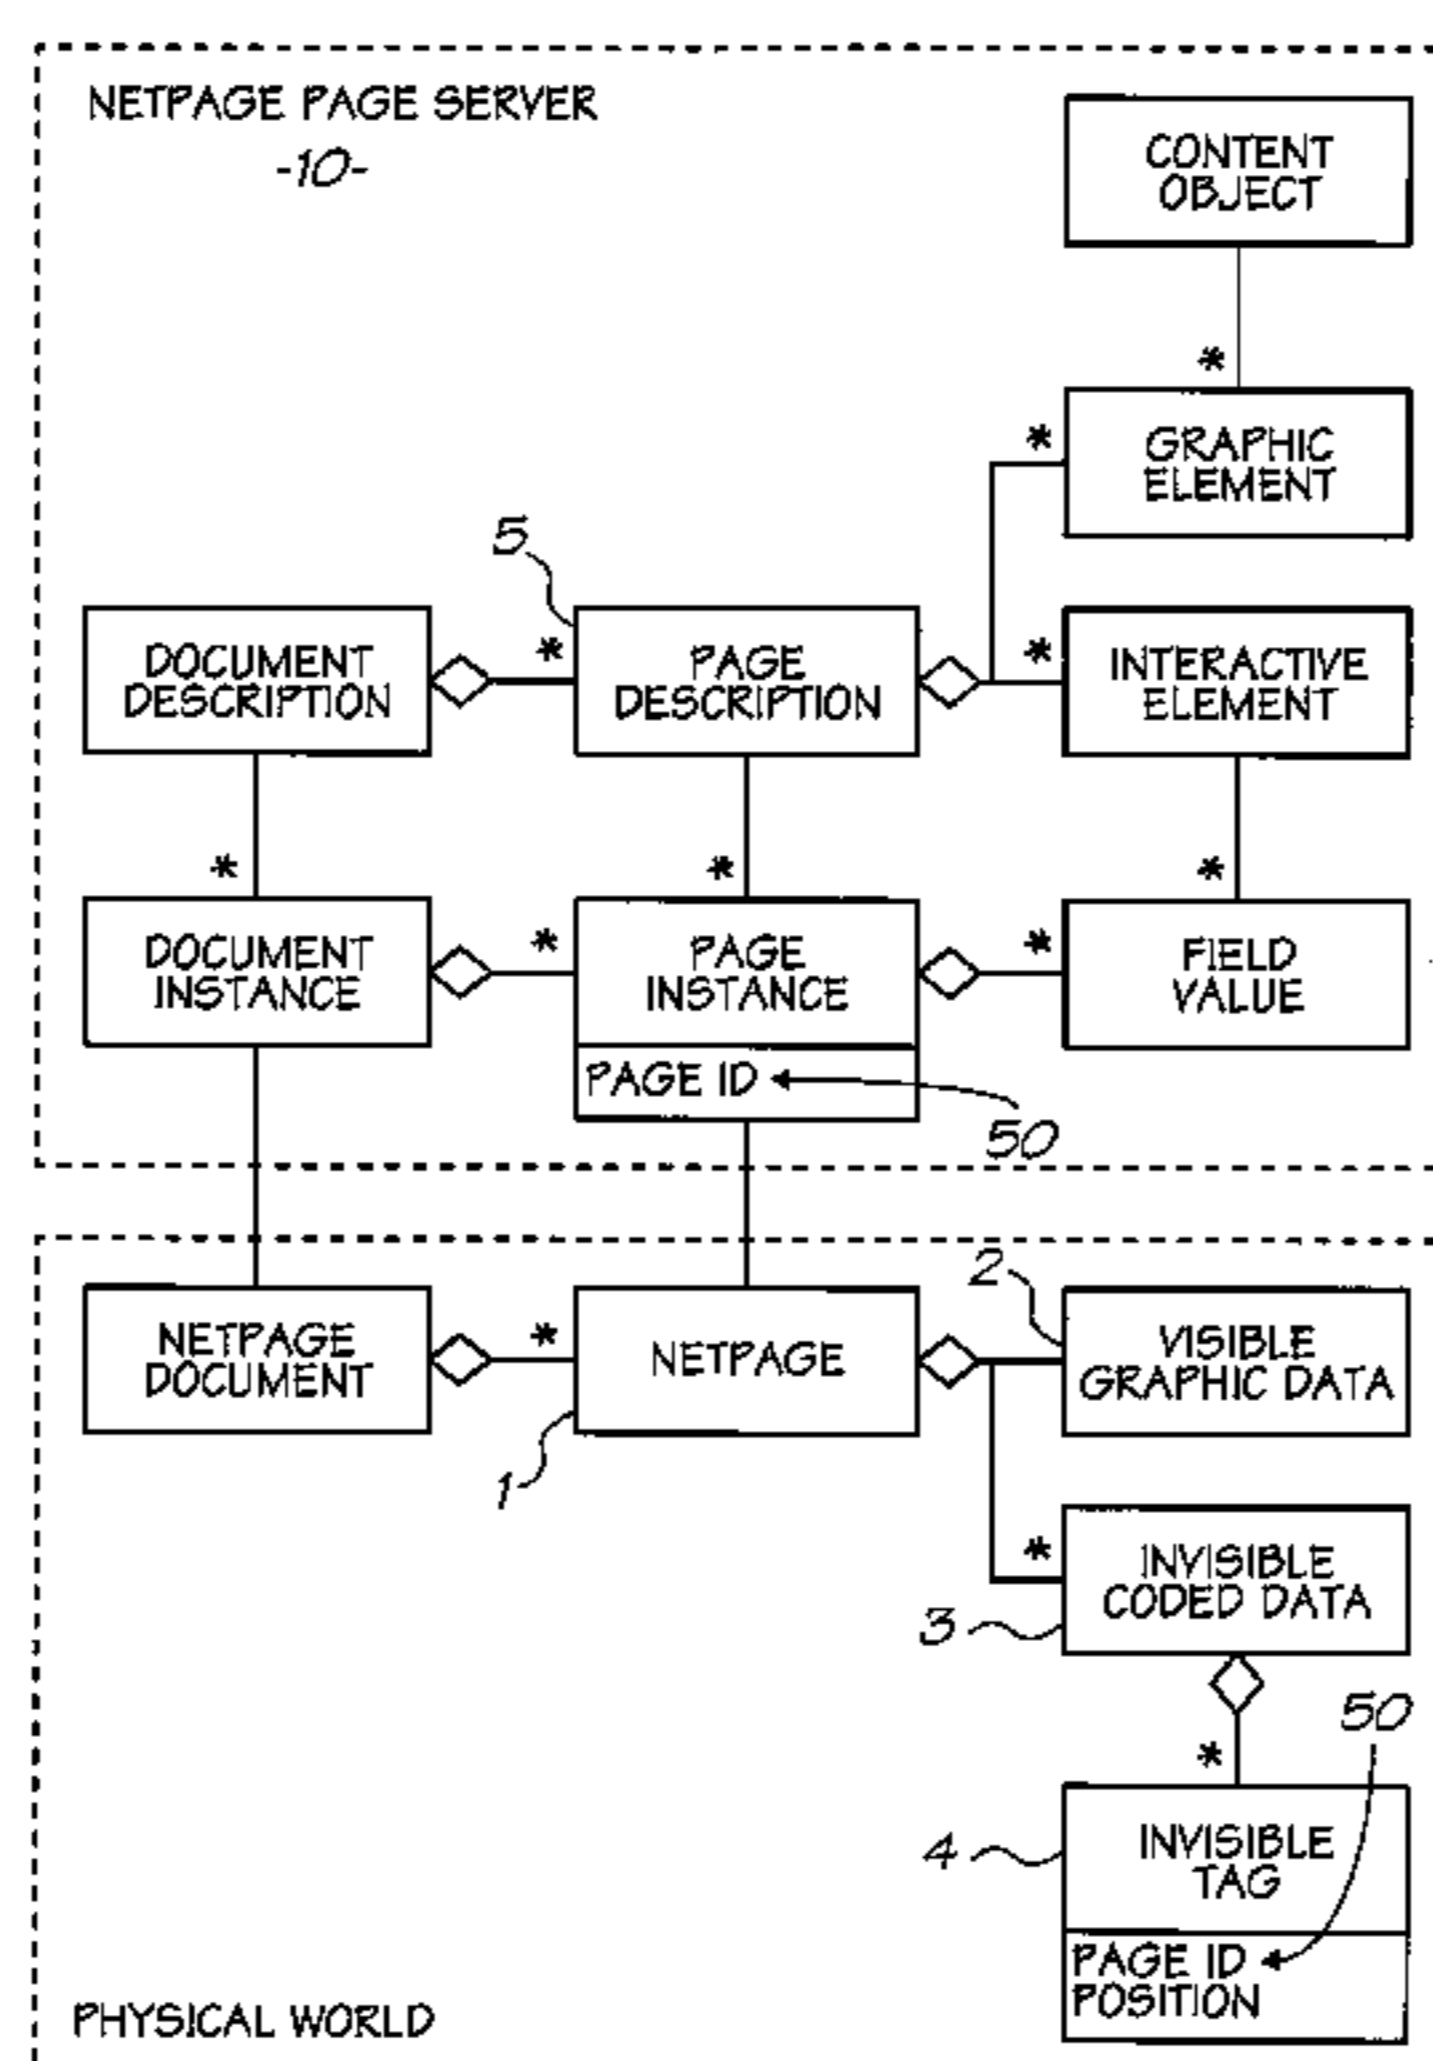 NETPAGE PAGE SERVER
-10-
CONTENT
OBJECT
*
*
GRAPHIC
ELEMENT
5
DOCUMENT
DESCRIPTION
*
PAGE
DESCRIPTION
*
INTERACTIVE
ELEMENT
*
*
*
DOCUMENT
INSTANCE
*
PAGE
INSTANCE
*
FIELD
VALUE
PAGE ID
50
2
NETPAGE
DOCUMENT
*
NETPAGE
VISIBLE
GRAPHIC DATA
1
*
INVISIBLE
CODED DATA
3
50
*
4
INVISIBLE
TAG
PAGE ID
POSITION
PHYSICAL WORLD